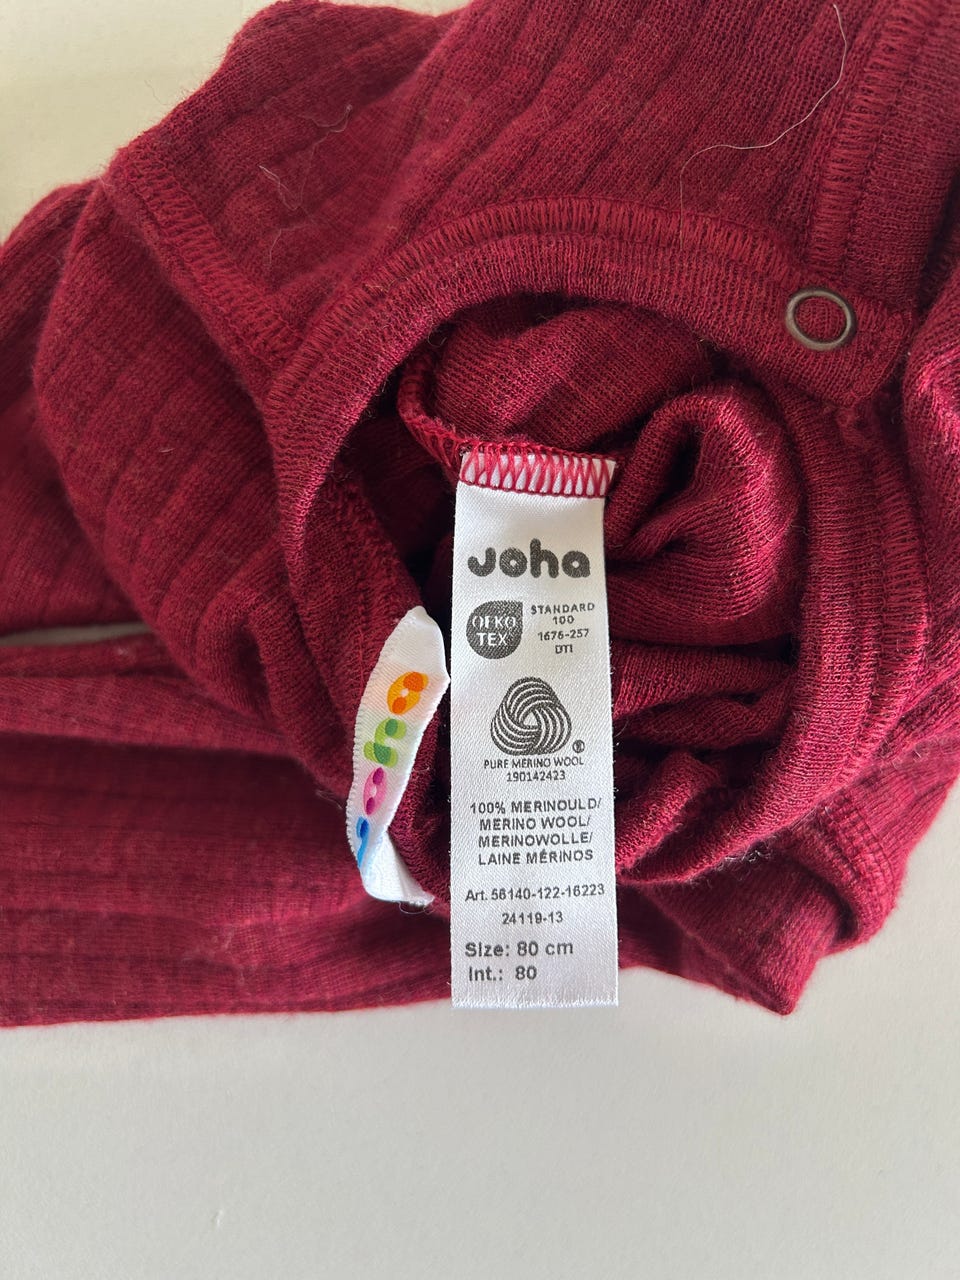 Joha
OEKO
TEX
STANDARD
100
1676-257
DTI
®
PURE MERINO WOOL
190142423
100% MERINOULD/
MERINO WOOL/
MERINOWOLLE/
LAINE MÉRINOS
Art. 56140-122-16223
24119-13
Size: 80 cm
Int.: 80
joha